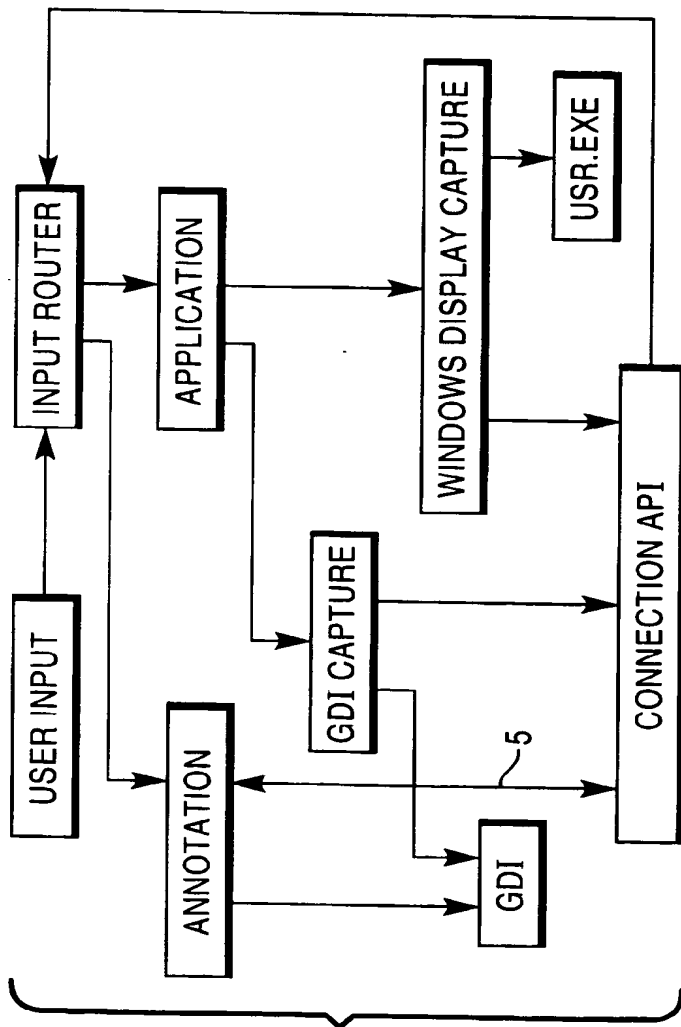 USER INPUT
INPUT ROUTER
ANNOTATION
APPLICATION
GDI CAPTURE
WINDOWS DISPLAY CAPTURE
GDI
5
USR.EXE
CONNECTION API